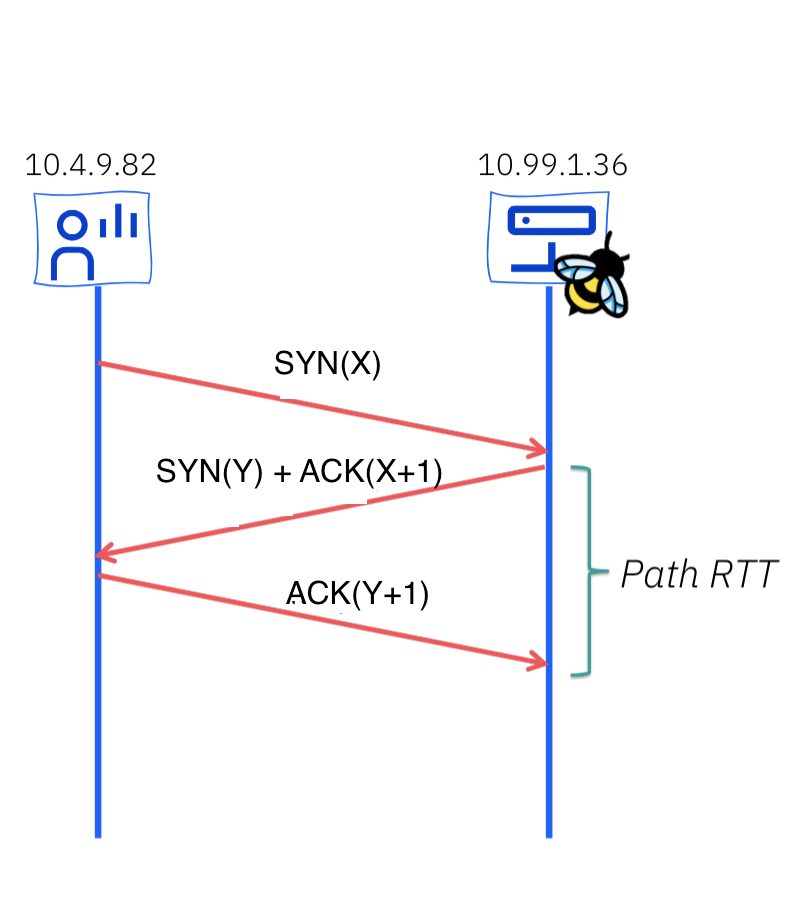 10.4.9.82
10.99.1.36
SYN(X)
SYN(Y) + ACK(X+1)
Path RTT
ACK(Y+1)